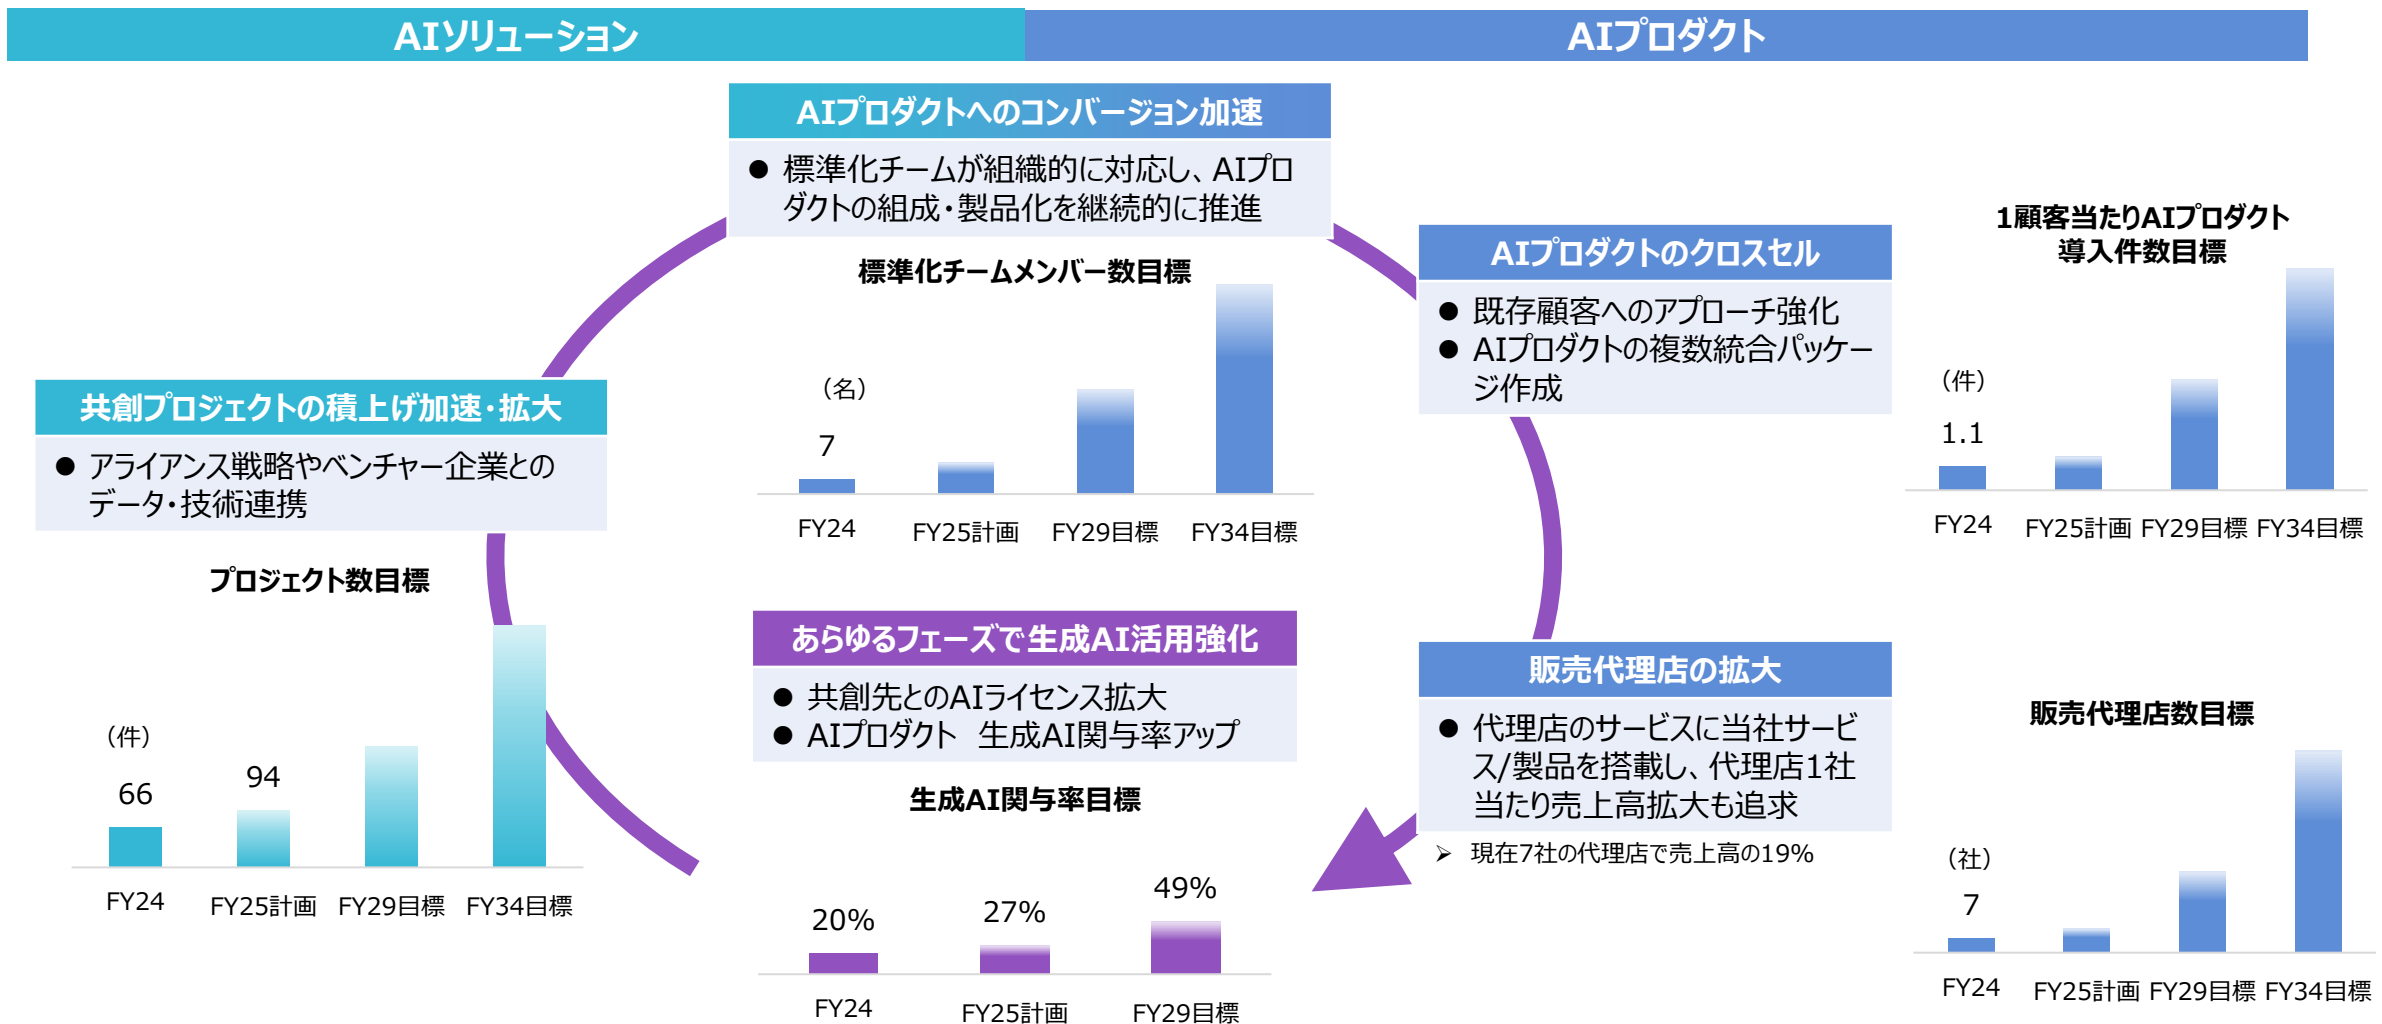 AIソリューション
AIプロダクト
AIプロダクトへのコンバージョン加速
● 標準化チームが組織的に対応し、AIプロ
ダクトの組成・製品化を継続的に推進
標準化チームメンバー数目標
（名）
7
FY24
FY25計画
FY29目標
FY34目標
共創プロジェクトの積上げ加速・拡大
● アライアンス戦略やベンチャー企業との
データ・技術連携
プロジェクト数目標
（件）
66
94
FY24
FY25計画
FY29目標
FY34目標
あらゆるフェーズで生成AI活用強化
● 共創先とのAIライセンス拡大
● AIプロダクト　生成AI関与率アップ
生成AI関与率目標
20%
27%
49%
FY24
FY25計画
FY29目標
AIプロダクトのクロスセル
● 既存顧客へのアプローチ強化
● AIプロダクトの複数統合パッケー
ジ作成
1顧客当たりAIプロダクト
導入件数目標
（件）
1.1
FY24
FY25計画
FY29目標
FY34目標
販売代理店の拡大
● 代理店のサービスに当社サービ
ス/製品を搭載し、代理店1社
当たり売上高拡大も追求
➢ 現在7社の代理店で売上高の19%
販売代理店数目標
（社）
7
FY24
FY25計画
FY29目標
FY34目標